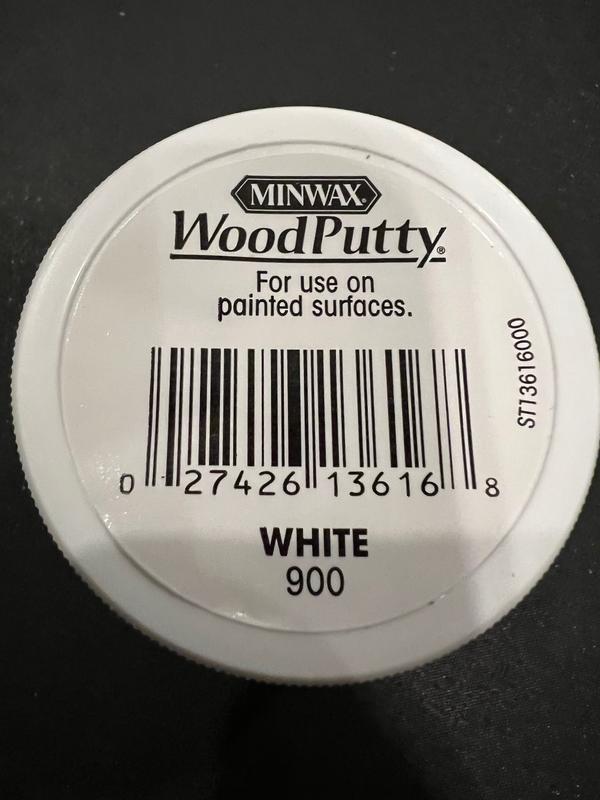 MINWAX®
WoodPutty®
For use on
painted surfaces.
0 27426 13616 8
ST13616000
WHITE
900